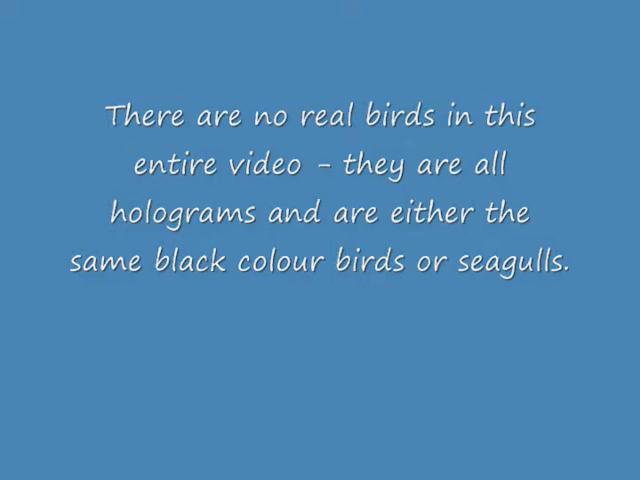 There are no real birds in this
entire video - they are all
holograms and are either the
same black colour birds or seagulls.